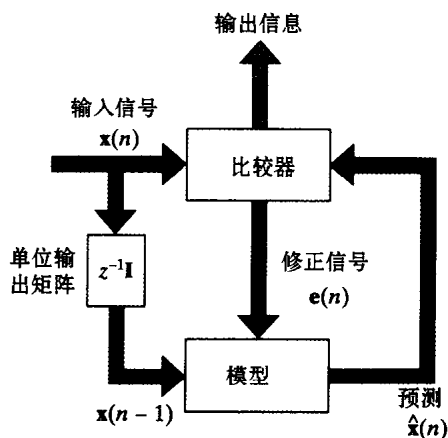 输出信息
输入信号
x(n)
比较器
单位输
出矩阵
z⁻¹I
修正信号
e(n)
模型
x(n − 1)
预测
x̂(n)